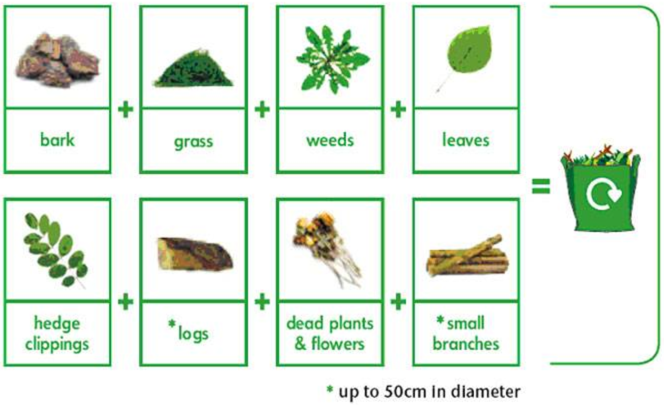 bark
+
grass
+
weeds
+
leaves
=
hedge
clippings
+
*logs
+
dead plants
& flowers
+
*small
branches
* up to 50cm in diameter